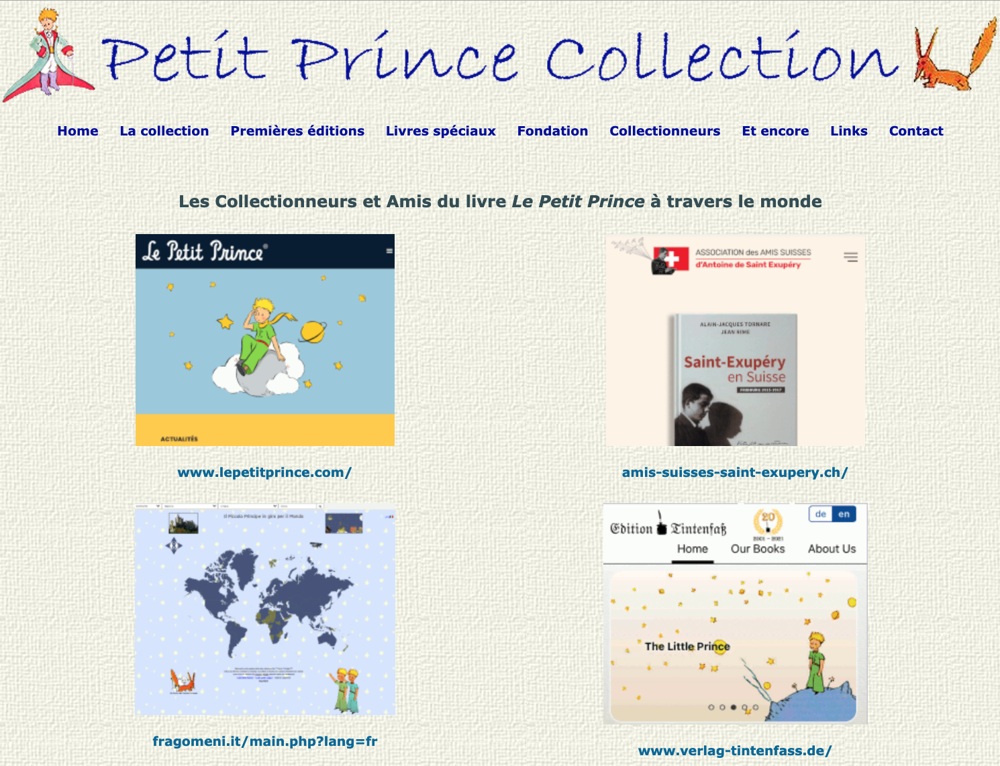 Petit Prince Collection
Home La collection Premières éditions Livres spéciaux Fondation Collectionneurs Et encore Links Contact
Les Collectionneurs et Amis du livre Le Petit Prince à travers le monde
Le Petit Prince®
ACTUALITÉS
www.lepetitprince.com/
ASSOCIATION des AMIS SUISSES
d'Antoine de Saint Exupéry
ALAIN-JACQUES TORNARE
JEAN RIME
Saint-Exupéry
en Suisse
FRIBOURG 1915-1917
amis-suisses-saint-exupery.ch/
Il Piccolo Principe in giro per il Mondo
fragomeni.it/main.php?lang=fr
de en
Edition Tintenfaß
20
2001 – 2021
Home Our Books About Us
The Little Prince
www.verlag-tintenfass.de/